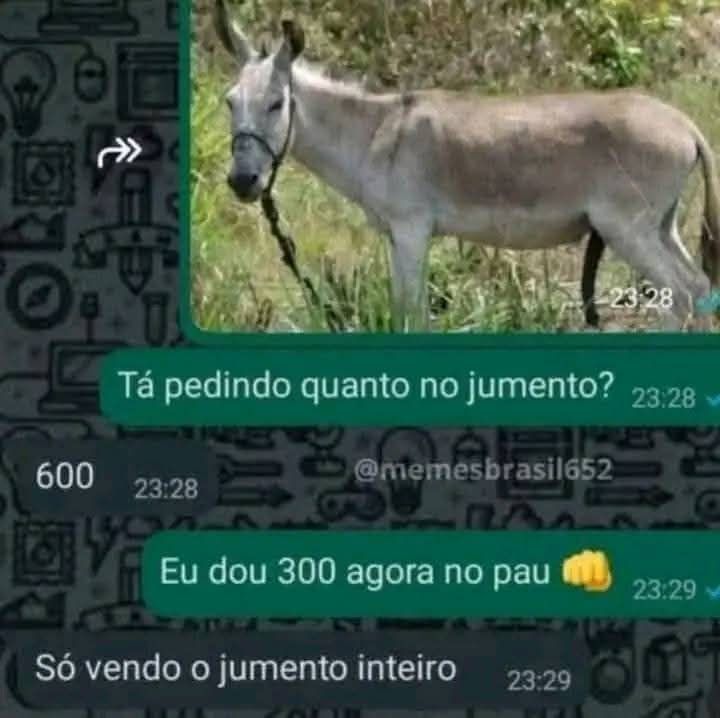 23:28
Tá pedindo quanto no jumento? 23:28
600 23:28
@memesbrasil652
Eu dou 300 agora no pau 👊 23:29
Só vendo o jumento inteiro 23:29